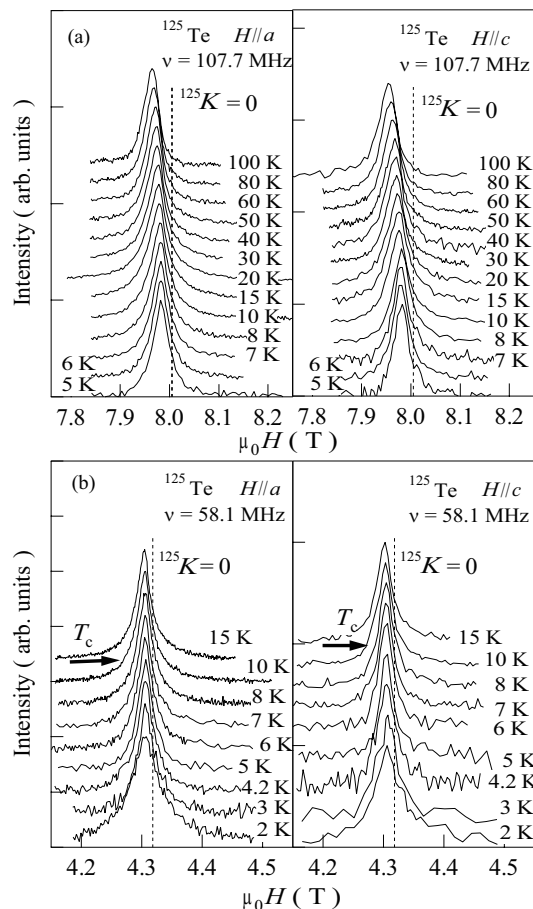 (a)
¹²⁵Te H//a
ν = 107.7 MHz
¹²⁵K = 0
100 K
80 K
60 K
50 K
40 K
30 K
20 K
15 K
10 K
8 K
7 K
6 K
5 K
7.8 7.9 8.0 8.1 8.2
μ₀H ( T )
¹²⁵Te H//c
ν = 107.7 MHz
¹²⁵K = 0
100 K
80 K
60 K
50 K
40 K
30 K
20 K
15 K
10 K
8 K
7 K
6 K
5 K
7.8 7.9 8.0 8.1 8.2
μ₀H ( T )
Intensity ( arb. units )
(b)
¹²⁵Te H//a
ν = 58.1 MHz
¹²⁵K = 0
T_c
15 K
10 K
8 K
7 K
6 K
5 K
4.2 K
3 K
2 K
4.2 4.3 4.4 4.5
¹²⁵Te H//c
ν = 58.1 MHz
¹²⁵K = 0
T_c
15 K
10 K
8 K
7 K
6 K
5 K
4.2 K
3 K
2 K
4.2 4.3 4.4 4.5
μ₀H ( T )
Intensity ( arb. units )